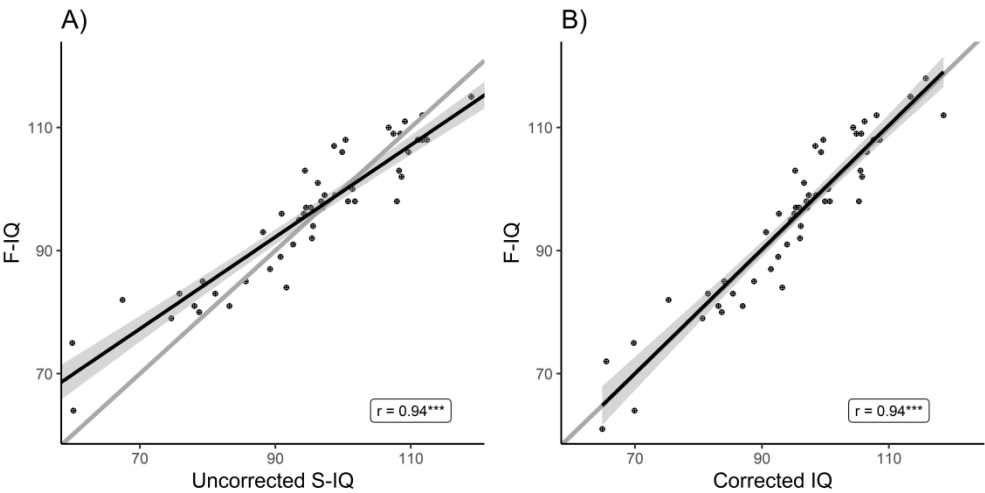 A)
F-IQ
110
90
70
r = 0.94***
70 90 110
Uncorrected S-IQ
B)
F-IQ
110
90
70
r = 0.94***
70 90 110
Corrected IQ